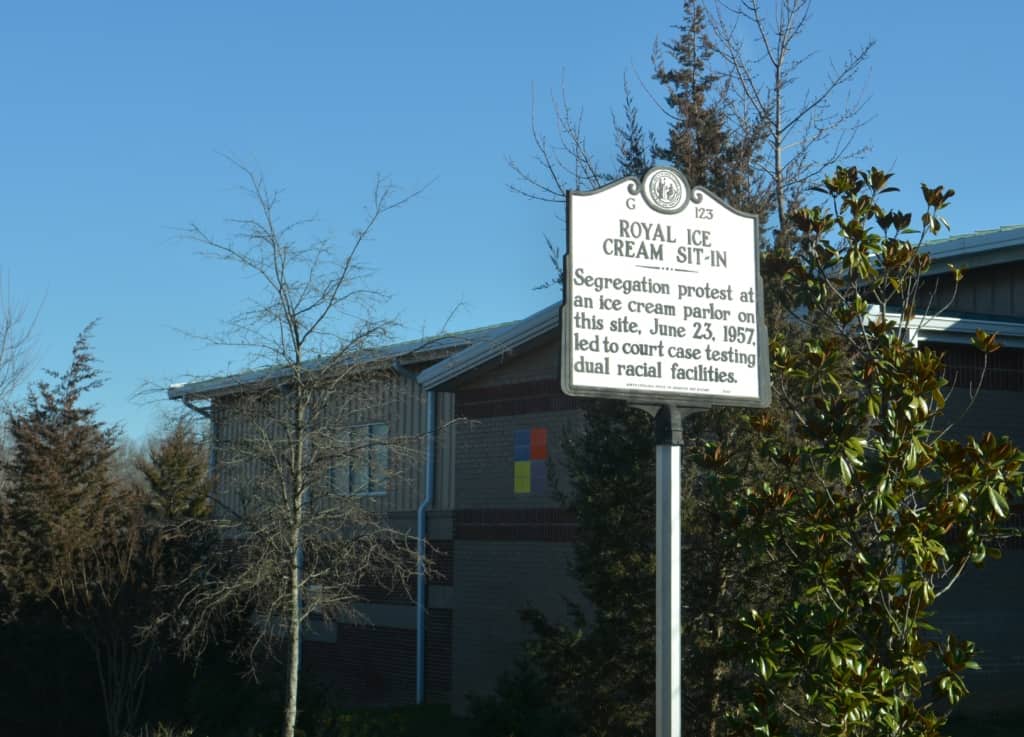 G 123
ROYAL ICE
CREAM SIT-IN
Segregation protest at
an ice cream parlor on
this site, June 23, 1957,
led to court case testing
dual racial facilities.